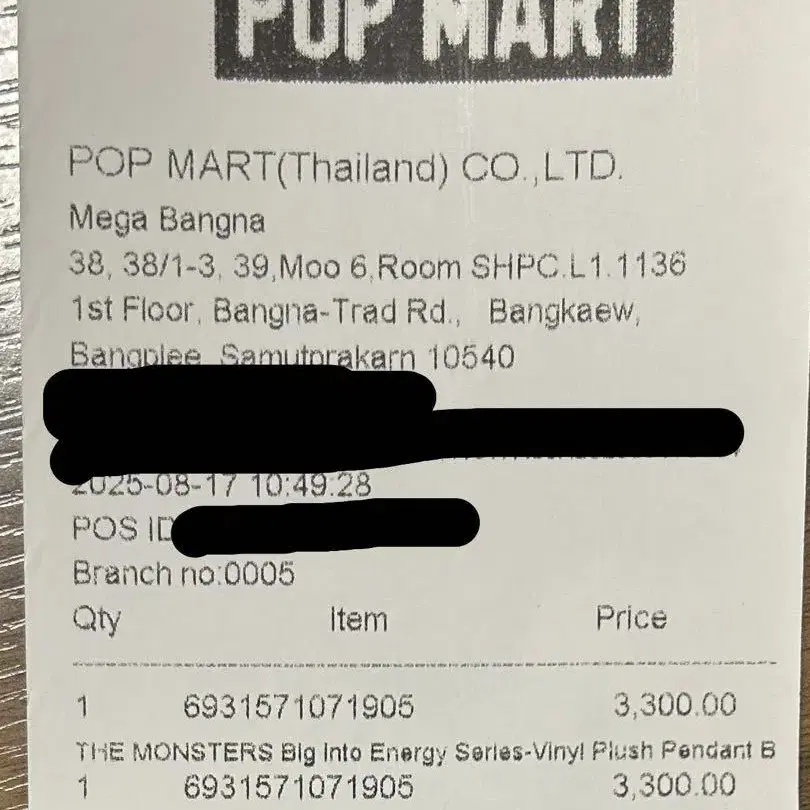 POP MART
POP MART(Thailand) CO.,LTD.
Mega Bangna
38, 38/1-3, 39,Moo 6,Room SHPC.L1.1136
1st Floor, Bangna-Trad Rd., Bangkaew,
Bangplee, Samutprakarn 10540
2025-08-17 10:49:28
POS ID
Branch no:0005
Qty Item Price
1 6931571071905 3,300.00
THE MONSTERS Big Into Energy Series-Vinyl Plush Pendant B
1 6931571071905 3,300.00